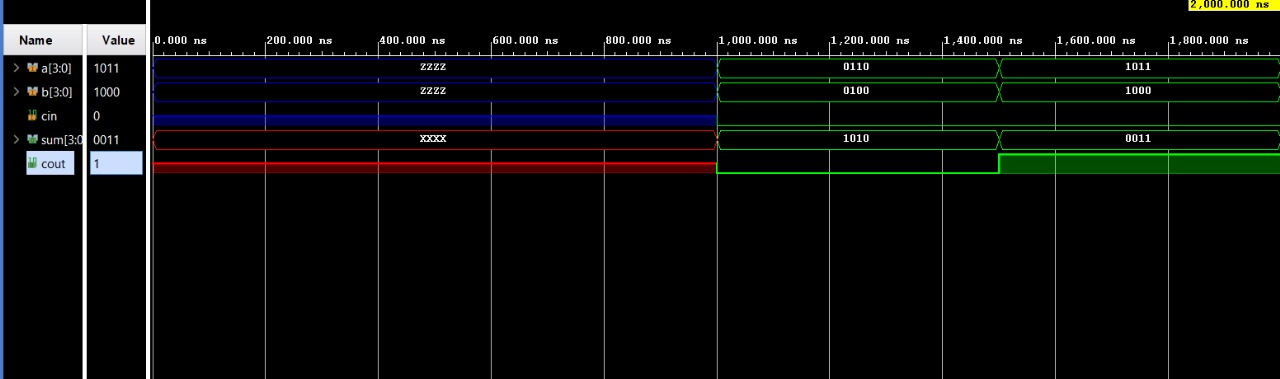 2,000.000 ns
Name Value
0.000 ns 200.000 ns 400.000 ns 600.000 ns 800.000 ns 1,000.000 ns 1,200.000 ns 1,400.000 ns 1,600.000 ns 1,800.000 ns
a[3:0] 1011 ZZZZ 0110 1011
b[3:0] 1000 ZZZZ 0100 1000
cin 0
sum[3:0 0011 XXXX 1010 0011
cout 1